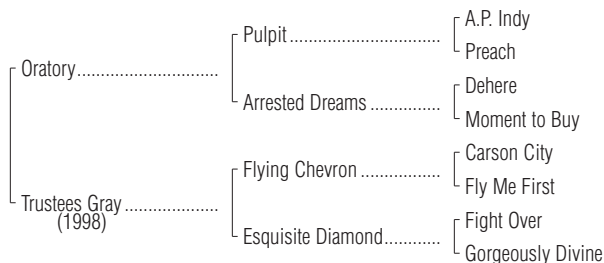 A.P. Indy
Pulpit
Preach
Oratory
Dehere
Arrested Dreams
Moment to Buy
Carson City
Flying Chevron
Fly Me First
Trustees Gray
(1998)
Fight Over
Esquisite Diamond
Gorgeously Divine